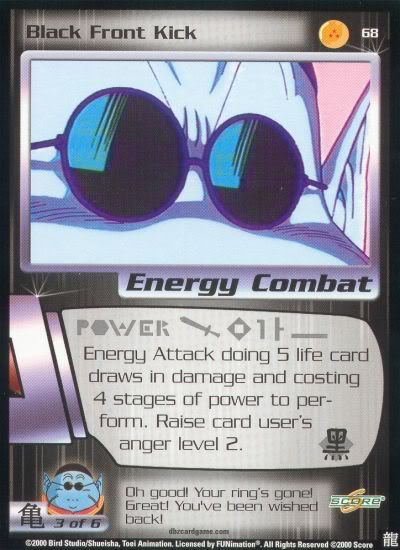 Black Front Kick 68
Energy Combat
POWER
Energy Attack doing 5 life card
draws in damage and costing
4 stages of power to per-
form. Raise card user's
anger level 2.
黒
亀 3 of 6
Oh good! Your ring's gone!
Great! You've been wished
back!
SCORE
dbzcardgame.com
©2000 Bird Studio/Shueisha, Toei Animation. Licensed by FUNimation®. All Rights Reserved. ©2000 Score
龍